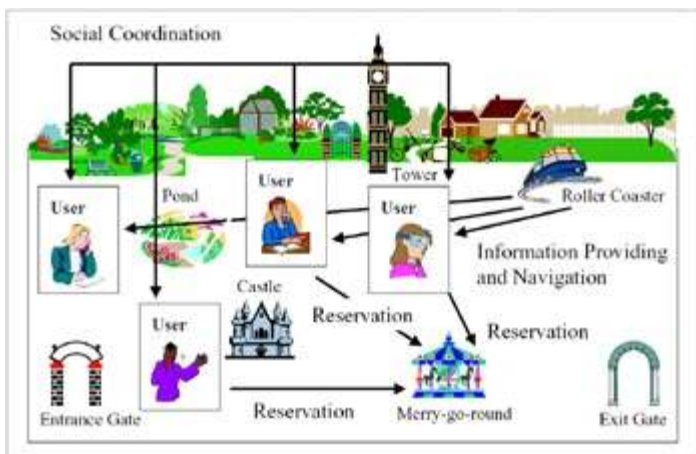 Social Coordination
Tower
User
User
Pond
User
Roller Coaster
Information Providing
and Navigation
Castle
Reservation
User
Reservation
Entrance Gate
Reservation
Merry-go-round
Exit Gate